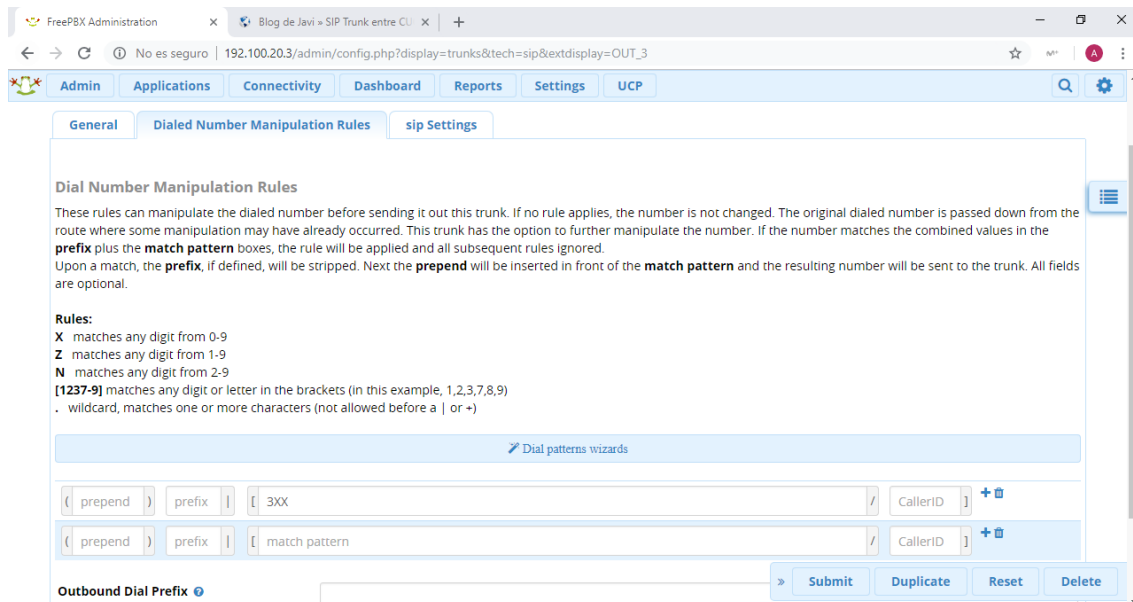 FreePBX Administration
Blog de Javi » SIP Trunk entre CU
No es seguro | 192.100.20.3/admin/config.php?display=trunks&tech=sip&extdisplay=OUT_3
A
Admin Applications Connectivity Dashboard Reports Settings UCP
General Dialed Number Manipulation Rules sip Settings
Dial Number Manipulation Rules
These rules can manipulate the dialed number before sending it out this trunk. If no rule applies, the number is not changed. The original dialed number is passed down from the
route where some manipulation may have already occurred. This trunk has the option to further manipulate the number. If the number matches the combined values in the
prefix plus the match pattern boxes, the rule will be applied and all subsequent rules ignored.
Upon a match, the prefix, if defined, will be stripped. Next the prepend will be inserted in front of the match pattern and the resulting number will be sent to the trunk. All fields
are optional.
Rules:
X matches any digit from 0-9
Z matches any digit from 1-9
N matches any digit from 2-9
[1237-9] matches any digit or letter in the brackets (in this example, 1,2,3,7,8,9)
. wildcard, matches one or more characters (not allowed before a | or +)
Dial patterns wizards
( prepend ) prefix | [ 3XX / CallerID ]
( prepend ) prefix | [ match pattern / CallerID ]
Outbound Dial Prefix
» Submit Duplicate Reset Delete